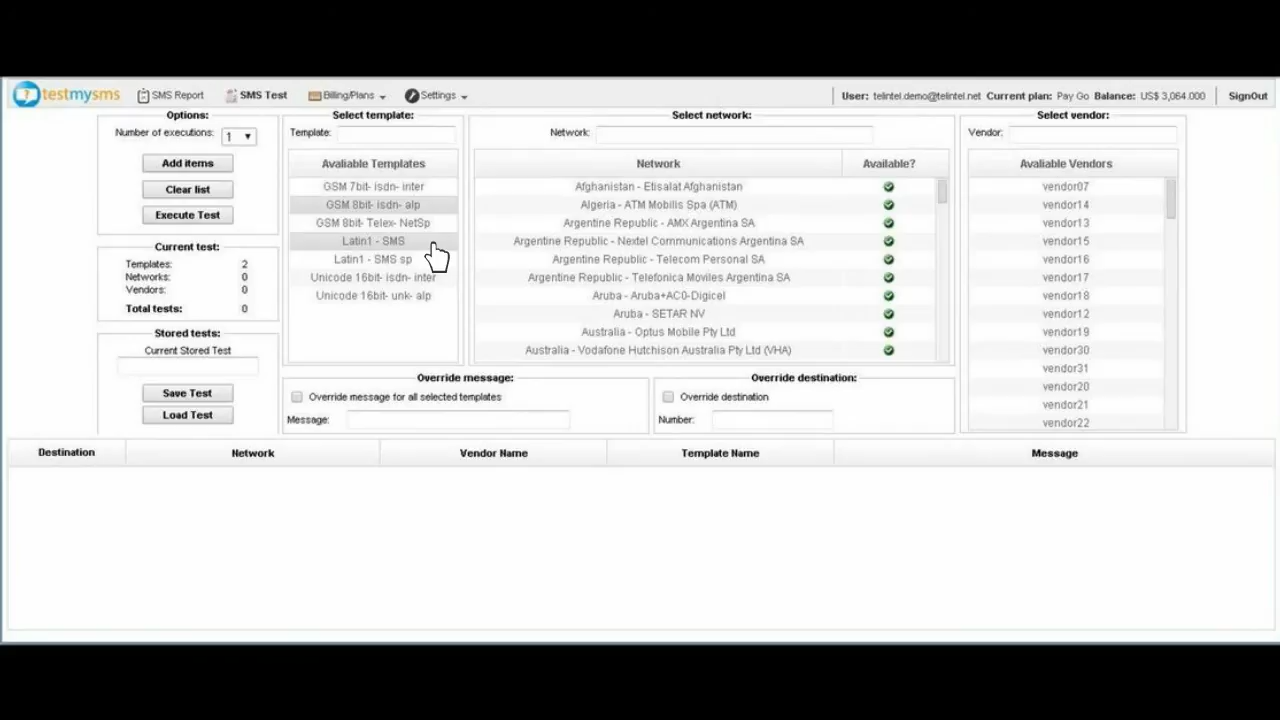 testmysms SMS Report SMS Test Billing/Plans Settings User: telintel.demo@telintel.net Current plan: Pay Go Balance: US$ 3,064.000 SignOut
Options:
Number of executions: 1
Add items
Clear list
Execute Test
Current test:
Templates: 2
Networks: 0
Vendors: 0
Total tests: 0
Stored tests:
Current Stored Test
Save Test
Load Test
Select template:
Template:
Avaliable Templates
GSM 7bit- isdn- inter
GSM 8bit- isdn- alp
GSM 8bit- Telex- NetSp
Latin1 - SMS
Latin1 - SMS sp
Unicode 16bit- isdn- inter
Unicode 16bit- unk- alp
Select network:
Network:
Network Available?
Afghanistan - Etisalat Afghanistan
Algeria - ATM Mobilis Spa (ATM)
Argentine Republic - AMX Argentina SA
Argentine Republic - Nextel Communications Argentina SA
Argentine Republic - Telecom Personal SA
Argentine Republic - Telefonica Moviles Argentina SA
Aruba - Aruba+AC0-Digicel
Aruba - SETAR NV
Australia - Optus Mobile Pty Ltd
Australia - Vodafone Hutchison Australia Pty Ltd (VHA)
Select vendor:
Vendor:
Avaliable Vendors
vendor07
vendor14
vendor13
vendor15
vendor16
vendor17
vendor18
vendor12
vendor19
vendor30
vendor31
vendor20
vendor21
vendor22
Override message:
Override message for all selected templates
Message:
Override destination:
Override destination
Number:
Destination Network Vendor Name Template Name Message